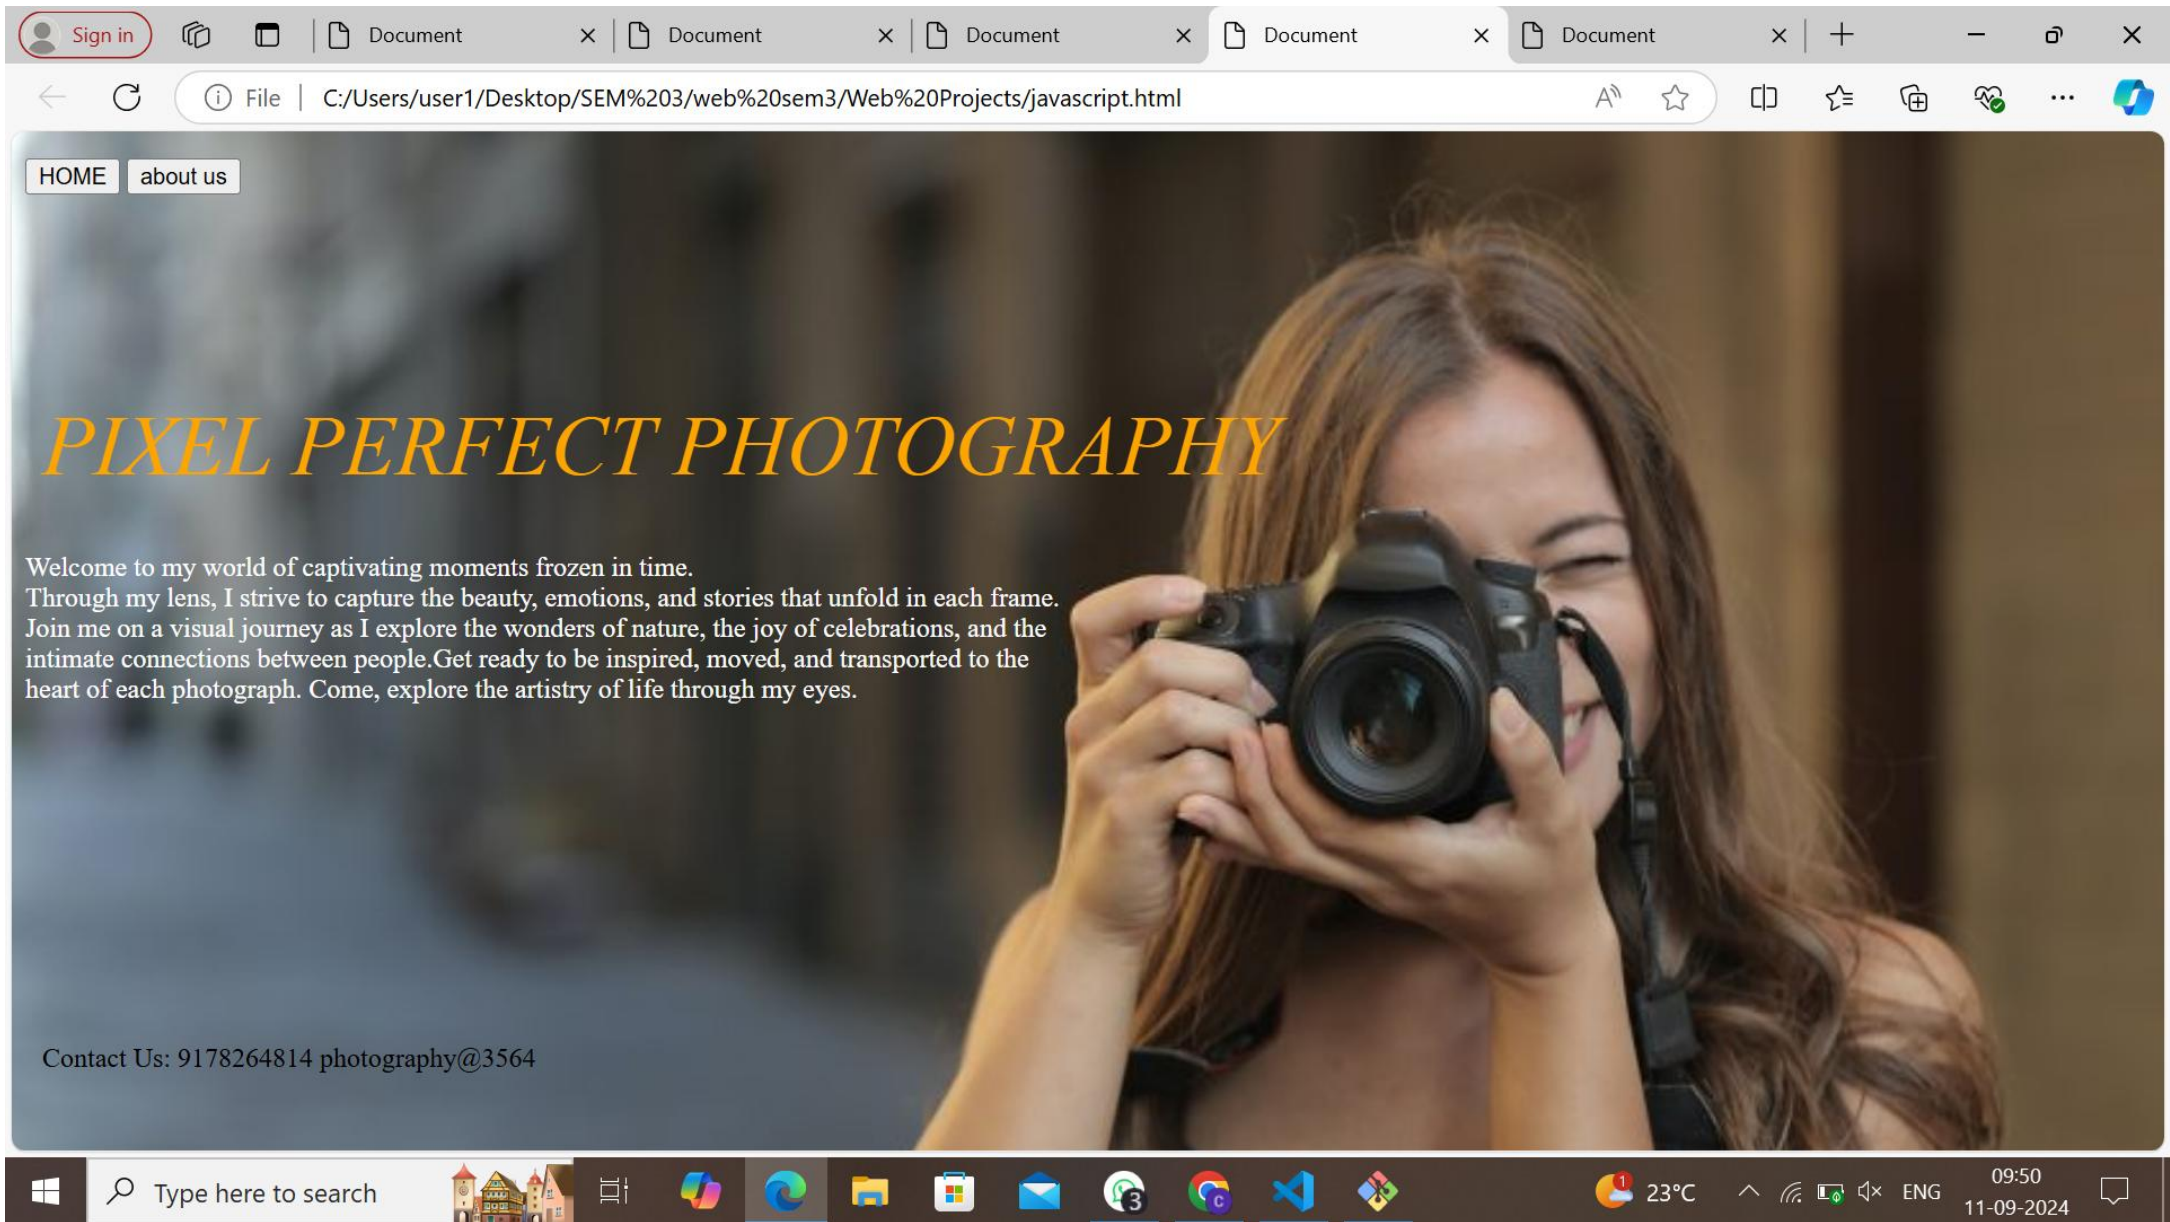 Sign in
Document
Document
Document
Document
Document
File
C:/Users/user1/Desktop/SEM%203/web%20sem3/Web%20Projects/javascript.html
HOME
about us
PIXEL PERFECT PHOTOGRAPHY
Welcome to my world of captivating moments frozen in time.
Through my lens, I strive to capture the beauty, emotions, and stories that unfold in each frame.
Join me on a visual journey as I explore the wonders of nature, the joy of celebrations, and the
intimate connections between people.Get ready to be inspired, moved, and transported to the
heart of each photograph. Come, explore the artistry of life through my eyes.
Contact Us: 9178264814 photography@3564
Type here to search
3
c
1
23°C
ENG
09:50
11-09-2024